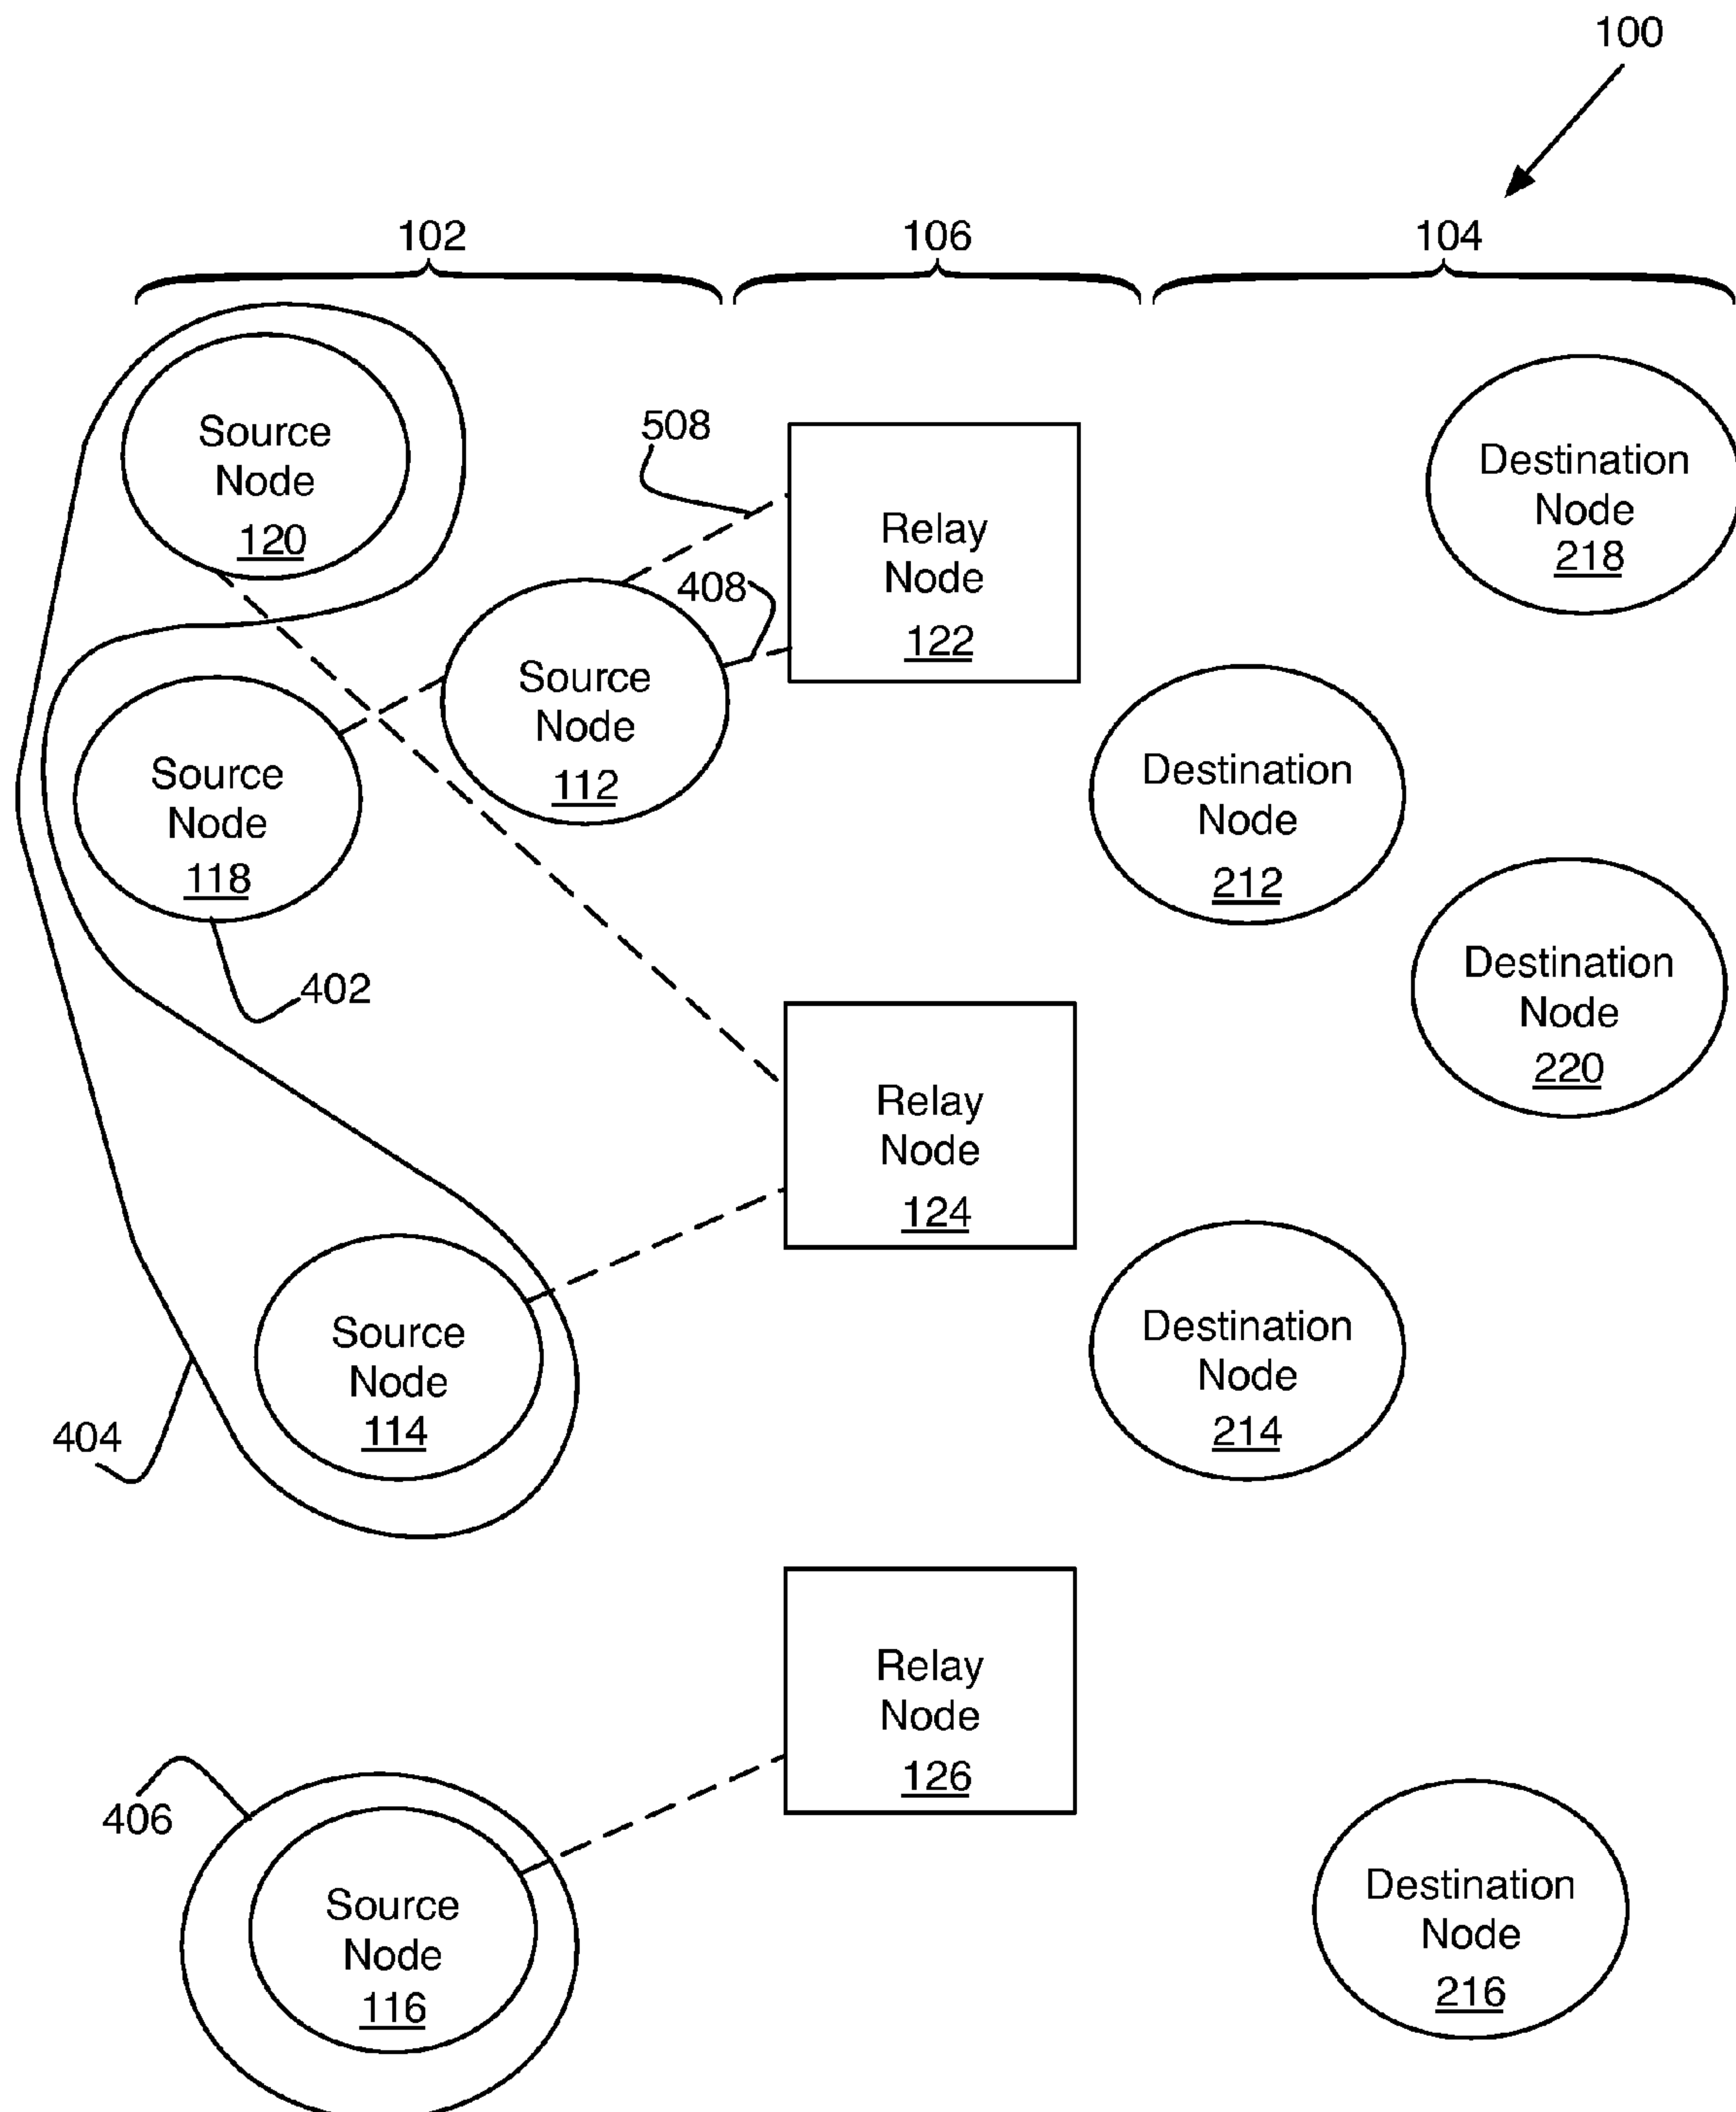 100
102
106
104
Source
Node
120
508
Relay
Node
122
Destination
Node
218
408
Source
Node
112
Source
Node
118
Destination
Node
212
402
Destination
Node
220
Relay
Node
124
Source
Node
114
Destination
Node
214
404
Relay
Node
126
406
Source
Node
116
Destination
Node
216